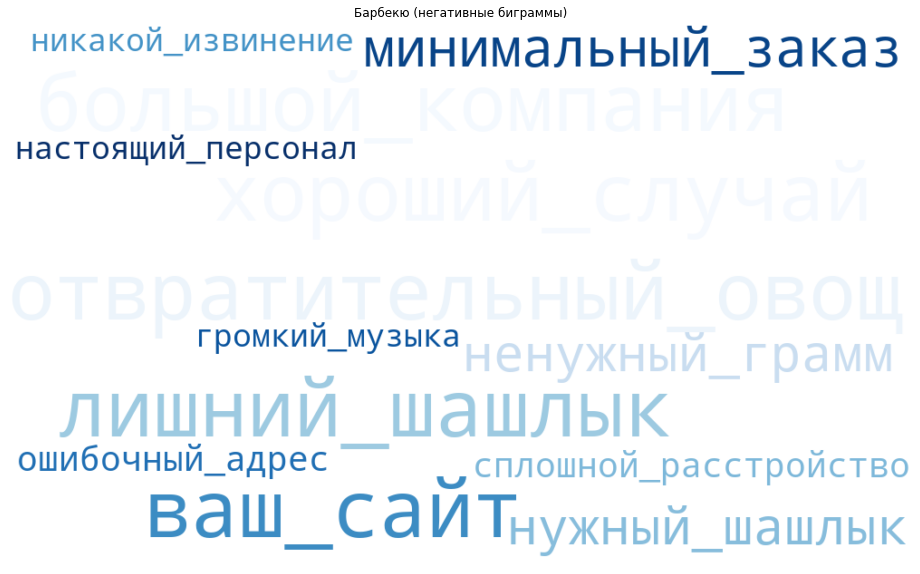 Барбекю (негативные биграммы)
никакой_извинение
минимальный_заказ
большой_компания
настоящий_персонал
хороший_случай
отвратительный_овощ
громкий_музыка
ненужный_грамм
лишний_шашлык
ошибочный_адрес
сплошной_расстройство
ваш_сайт
нужный_шашлык